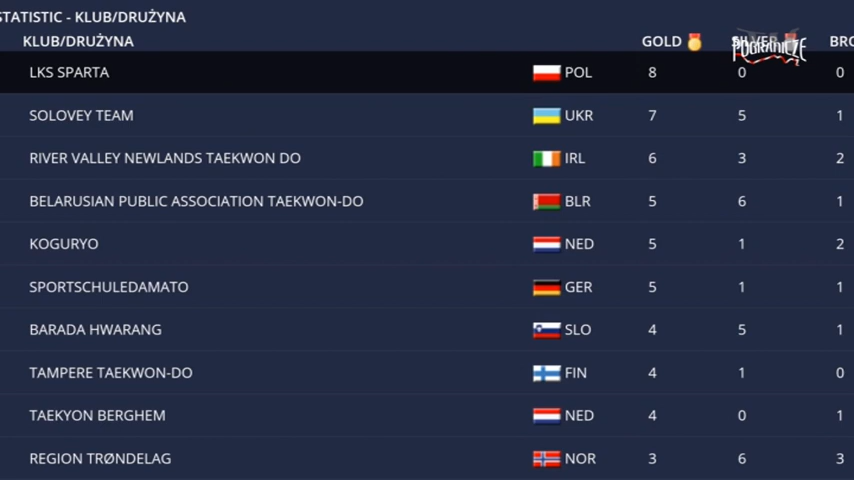 STATISTIC - KLUB/DRUŻYNA
KLUB/DRUŻYNA GOLD SILVER BRO
POGRANICZE
LKS SPARTA POL 8 0 0
SOLOVEY TEAM UKR 7 5 1
RIVER VALLEY NEWLANDS TAEKWON DO IRL 6 3 2
BELARUSIAN PUBLIC ASSOCIATION TAEKWON-DO BLR 5 6 1
KOGURYO NED 5 1 2
SPORTSCHULEDAMATO GER 5 1 1
BARADA HWARANG SLO 4 5 1
TAMPERE TAEKWON-DO FIN 4 1 0
TAEKYON BERGHEM NED 4 0 1
REGION TRØNDELAG NOR 3 6 3